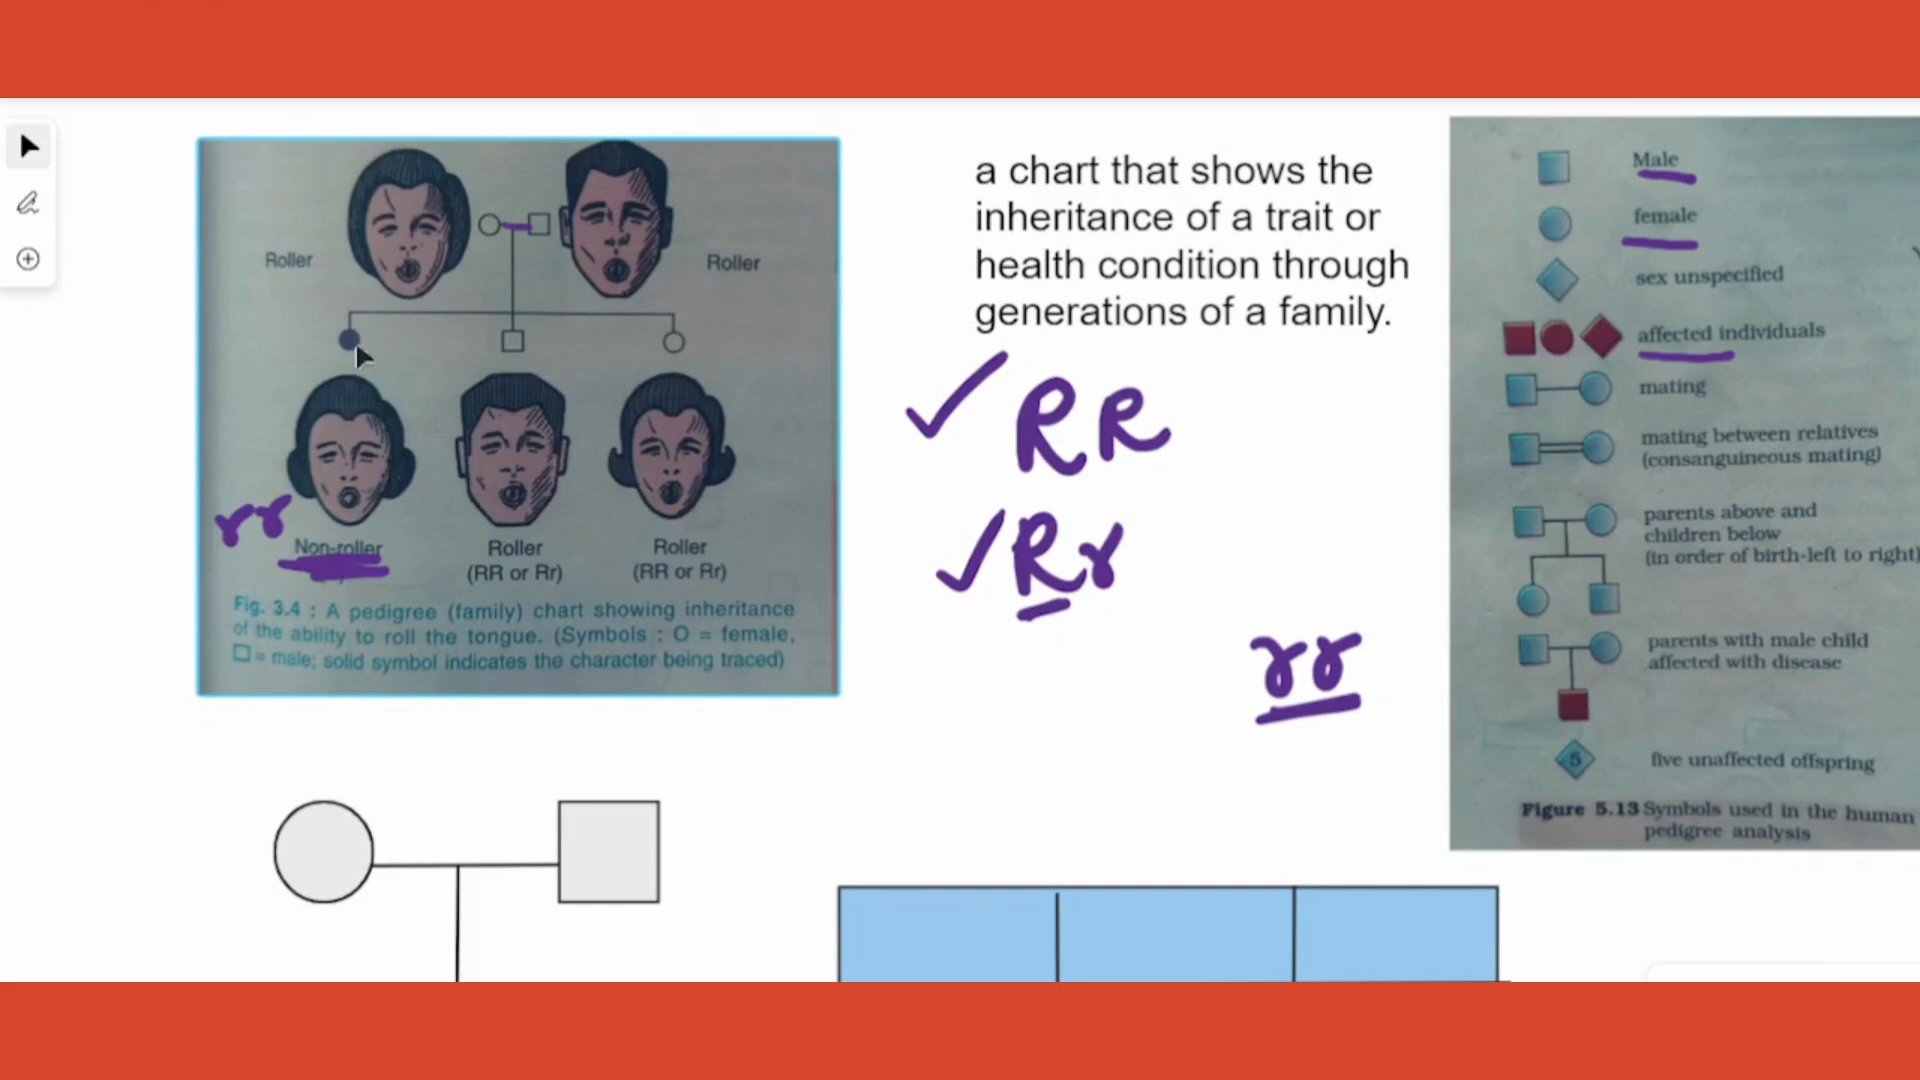 Roller
Roller
rr
Non-roller
Roller
(RR or Rr)
Roller
(RR or Rr)
Fig. 3.4 : A pedigree (family) chart showing inheritance
of the ability to roll the tongue. (Symbols : O = female,
□ = male; solid symbol indicates the character being traced)
a chart that shows the
inheritance of a trait or
health condition through
generations of a family.
RR
Rr
rr
Male
female
sex unspecified
affected individuals
mating
mating between relatives
(consanguineous mating)
parents above and
children below
(in order of birth-left to right)
parents with male child
affected with disease
5
five unaffected offspring
Figure 5.13 Symbols used in the human
pedigree analysis